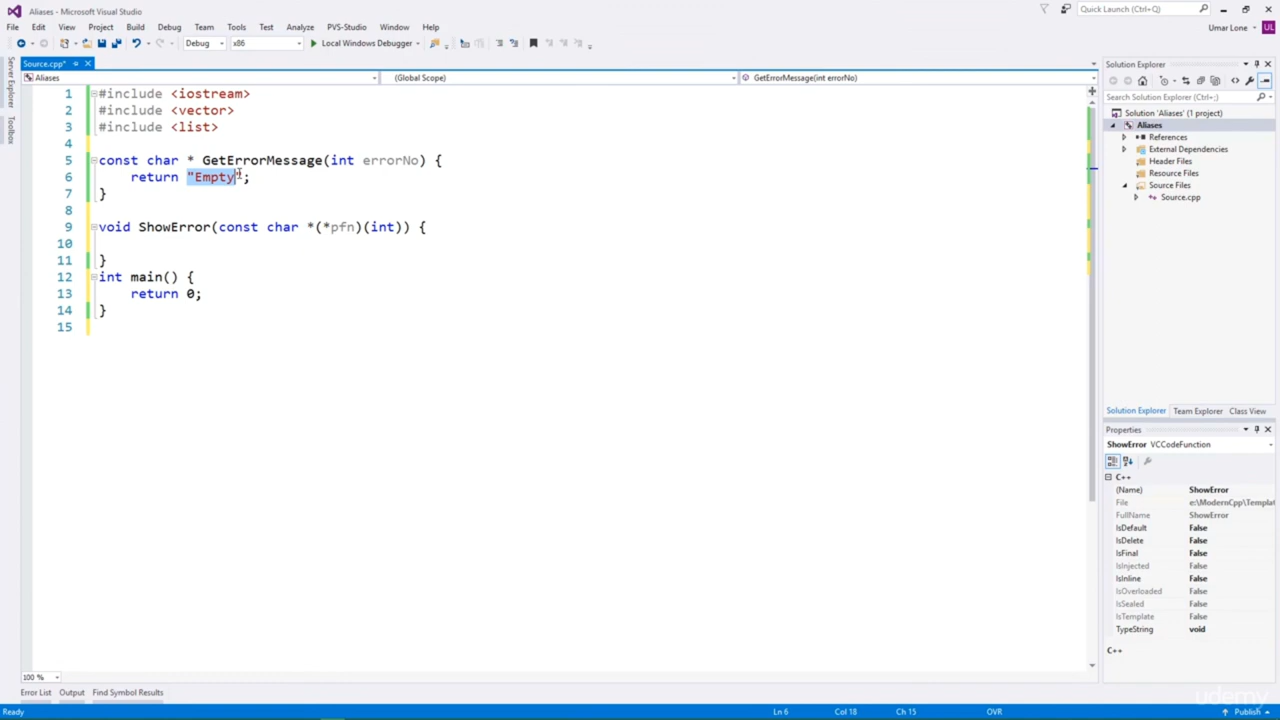 Aliases - Microsoft Visual Studio
Quick Launch (Ctrl+Q)
File Edit View Project Build Debug Team Tools Test Analyze PVS-Studio Window Help
Umar Lone UL
Debug x86 Local Windows Debugger
Server Explorer
Toolbox
Source.cpp*
Aliases (Global Scope) GetErrorMessage(int errorNo)
1 #include <iostream>
2 #include <vector>
3 #include <list>
4
5 const char * GetErrorMessage(int errorNo) {
6 return "Empty";
7 }
8
9 void ShowError(const char *(*pfn)(int)) {
10
11 }
12 int main() {
13 return 0;
14 }
15
100 %
Solution Explorer
Search Solution Explorer (Ctrl+;)
Solution 'Aliases' (1 project)
Aliases
References
External Dependencies
Header Files
Resource Files
Source Files
Source.cpp
Solution Explorer Team Explorer Class View
Properties
ShowError VCCodeFunction
C++
(Name) ShowError
File e:\ModernCpp\Templat
FullName ShowError
IsDefault False
IsDelete False
IsFinal False
IsInjected False
IsInline False
IsOverloaded False
IsSealed False
IsTemplate False
TypeString void
C++
Error List Output Find Symbol Results
Ready Ln 6 Col 18 Ch 15 OVR Publish
udemy